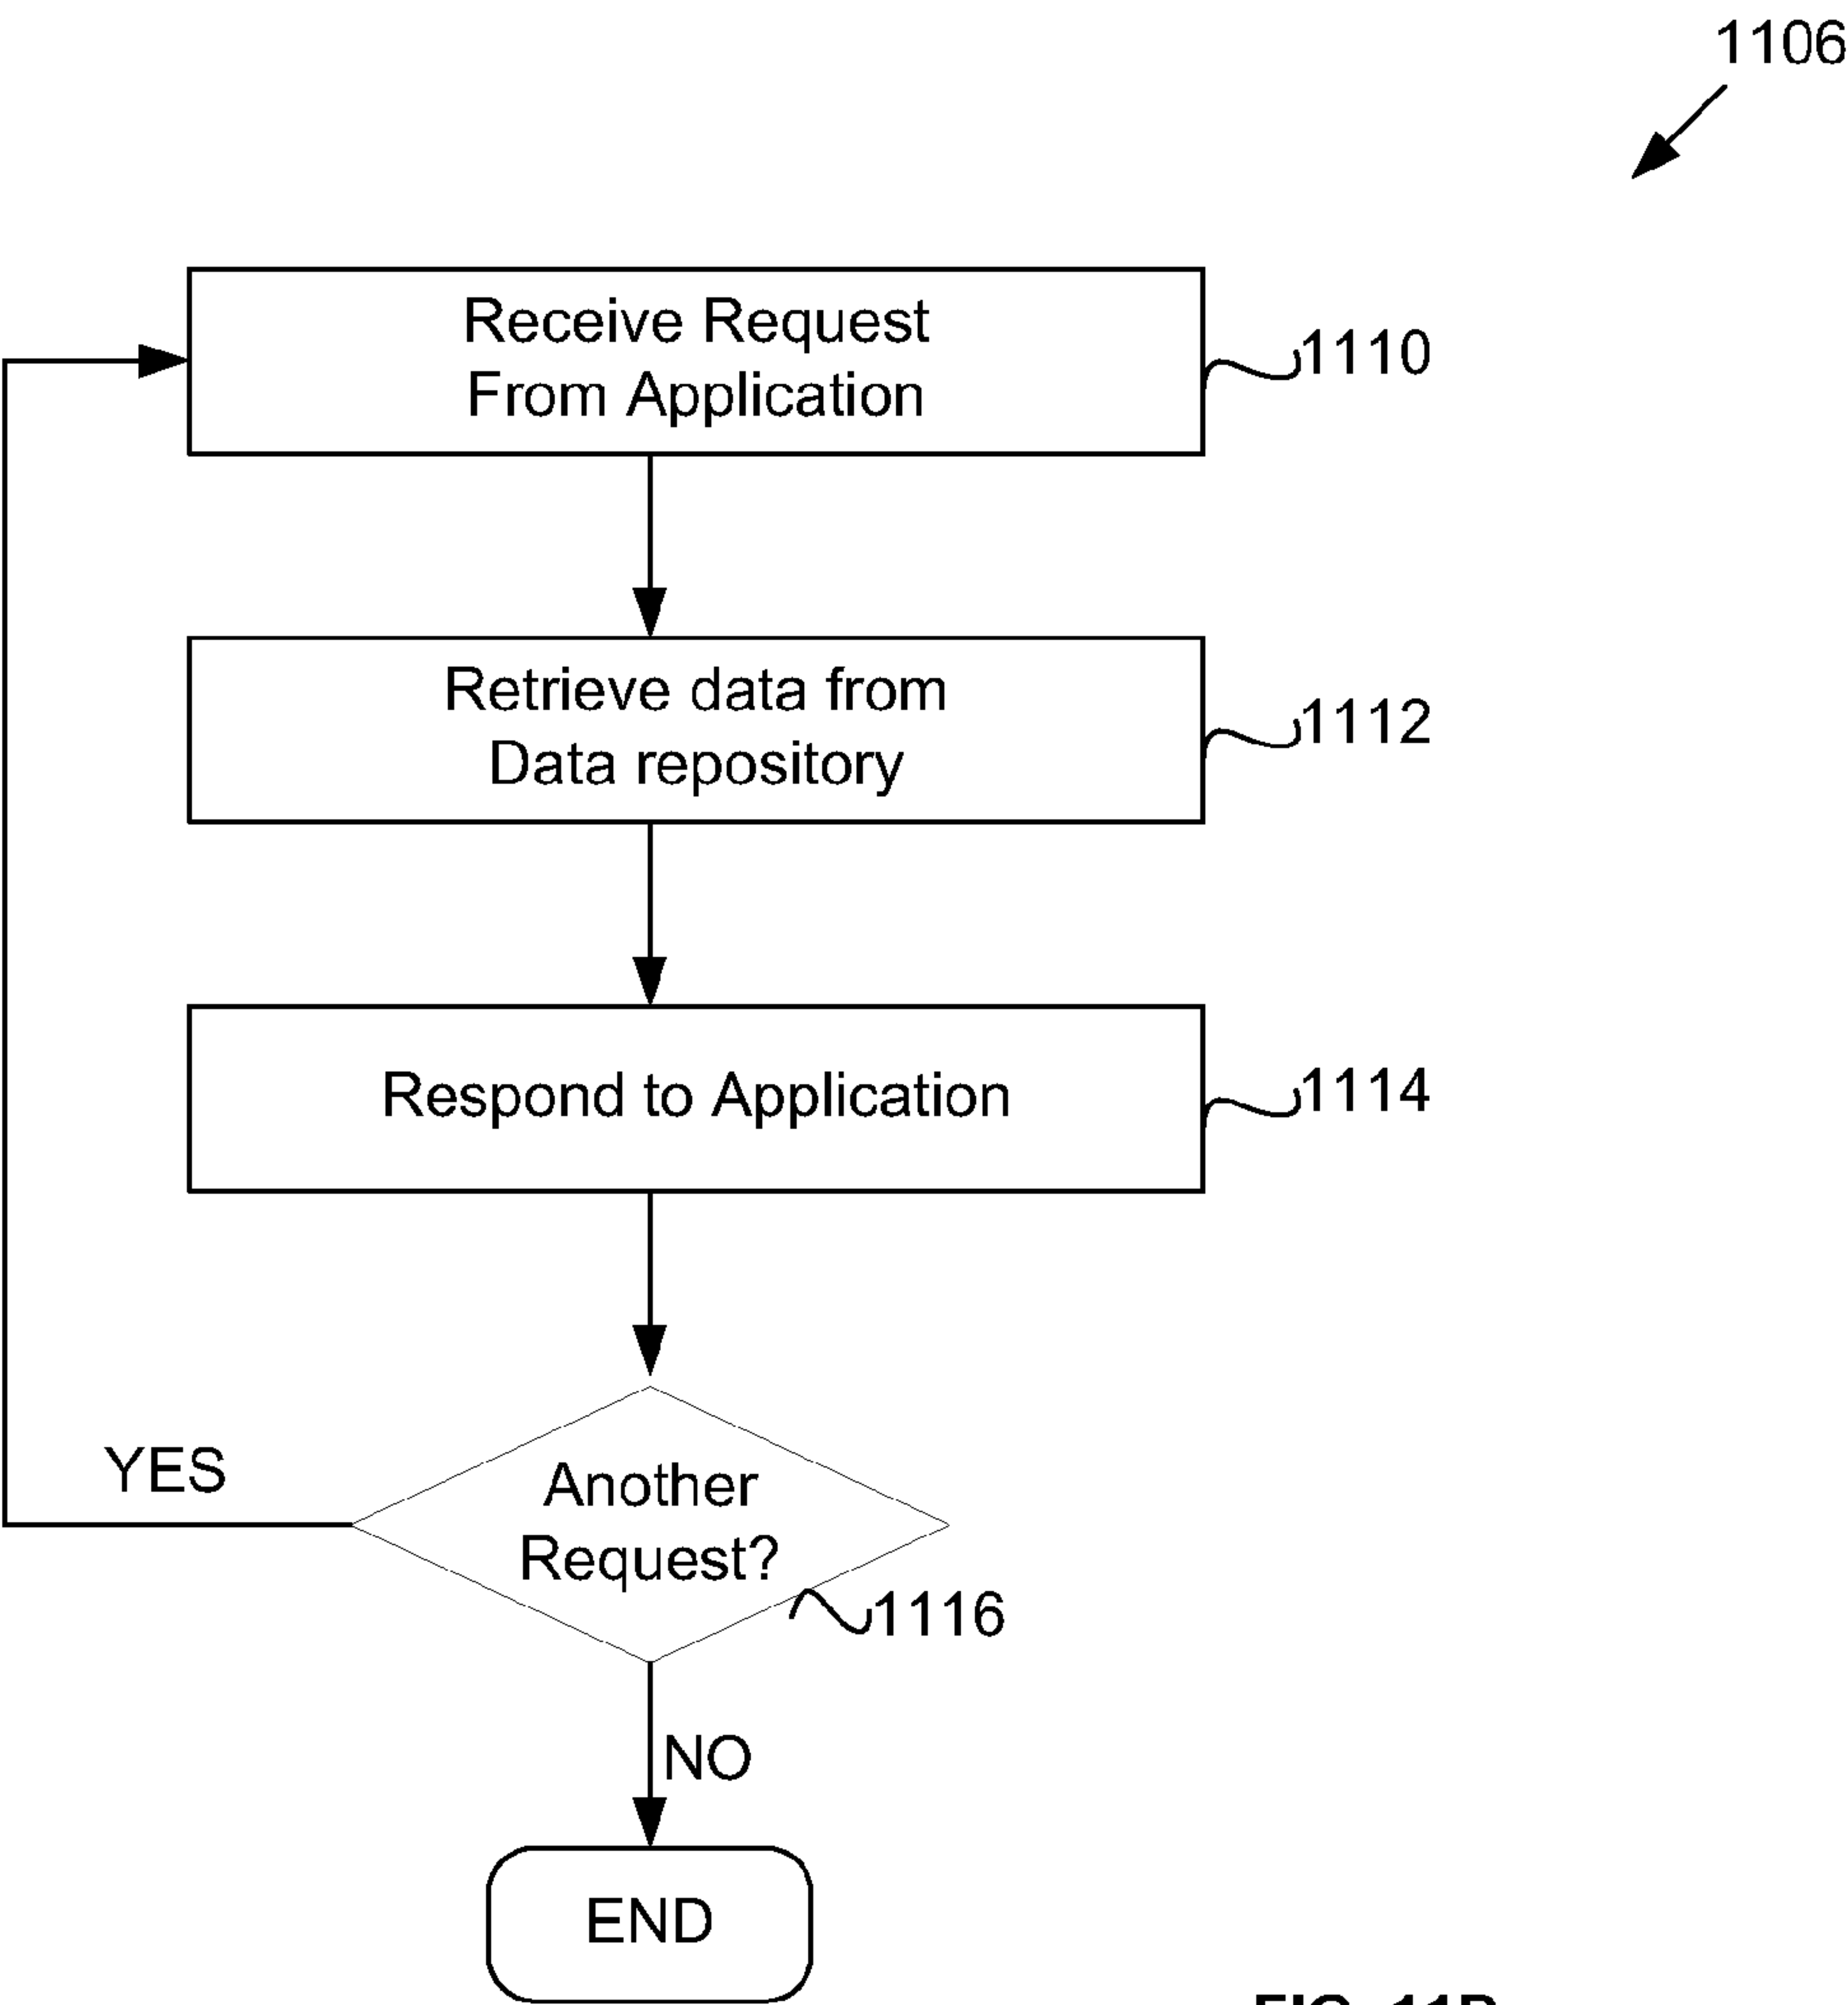 1106
Receive Request
From Application
1110
Retrieve data from
Data repository
1112
Respond to Application
1114
Another
Request?
1116
YES
NO
END